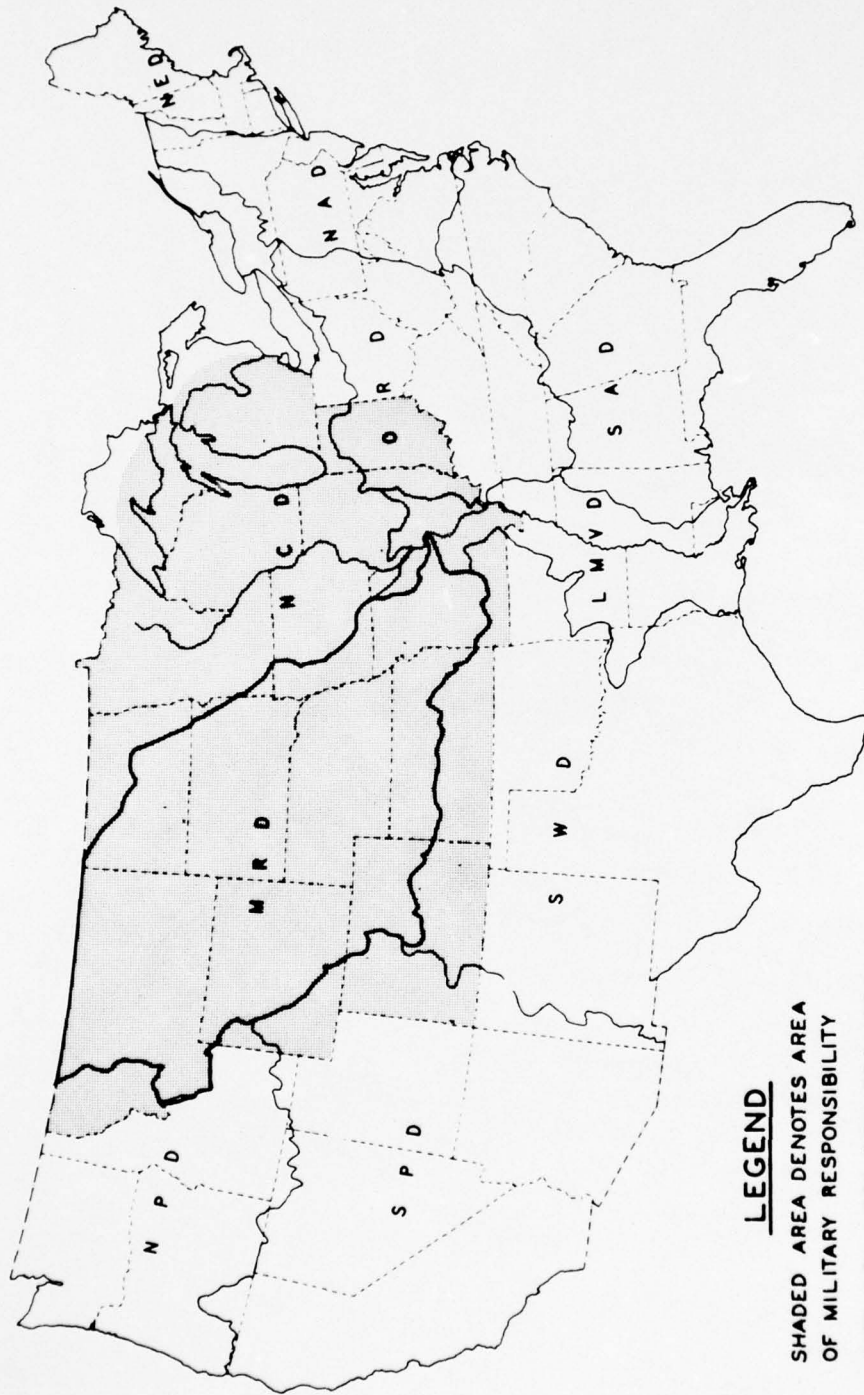 N P D
M R D
N C D
N E D
N A D
O R D
S P D
S W D
L M V D
S A D
LEGEND
SHADED AREA DENOTES AREA
OF MILITARY RESPONSIBILITY